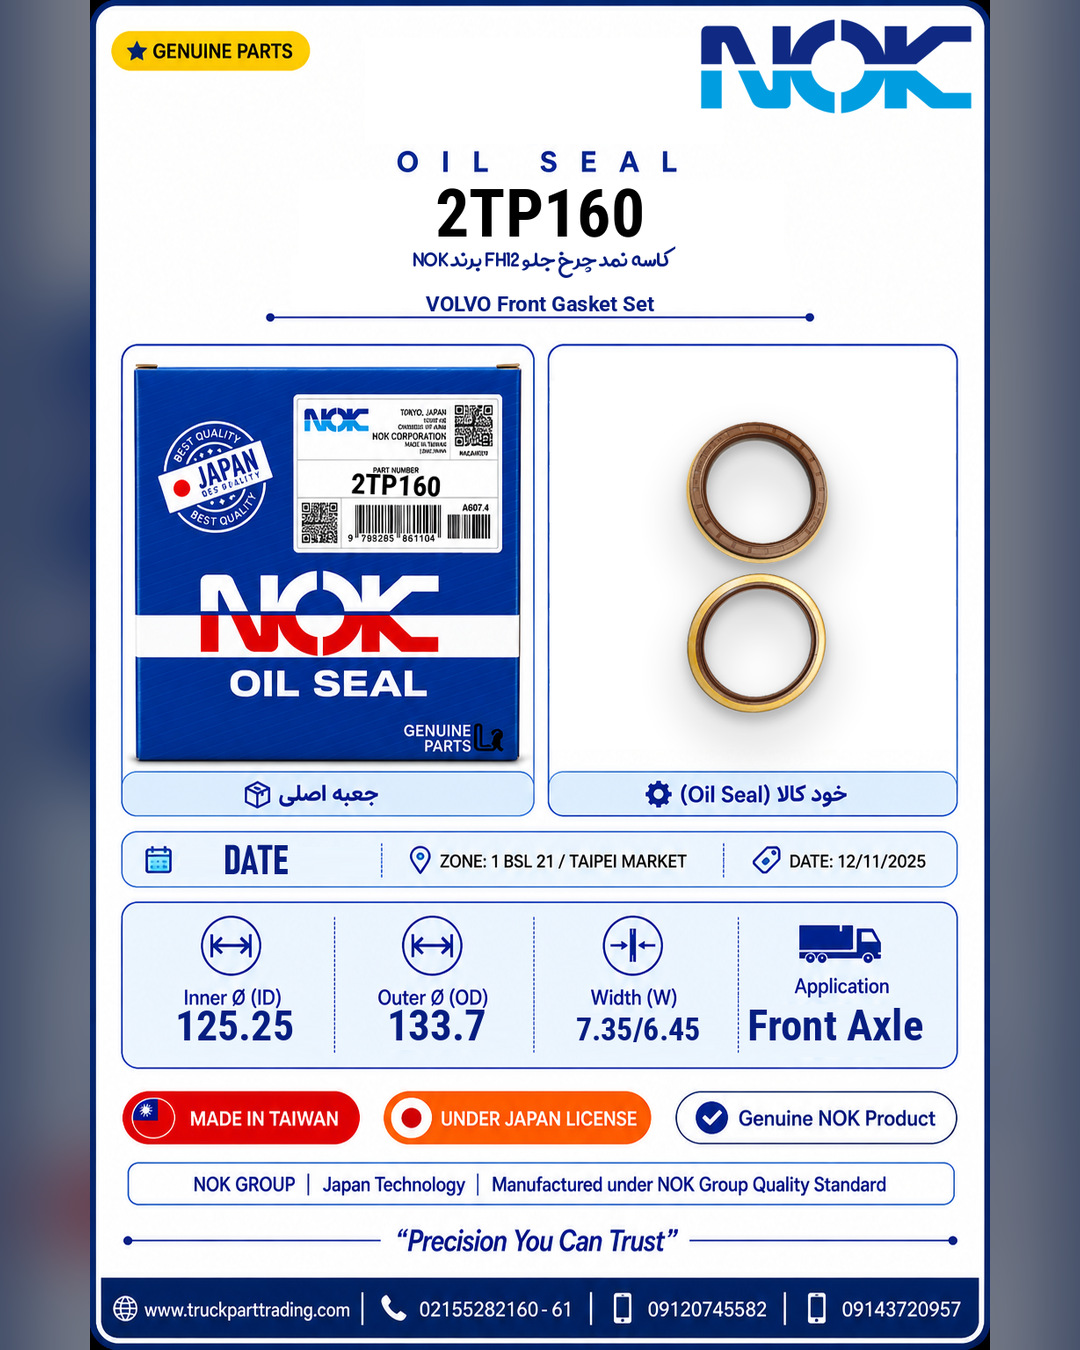 GENUINE PARTS
NOK
OIL SEAL
2TP160
کاسه نمد چرخ جلو FH12 برند NOK
VOLVO Front Gasket Set
BEST QUALITY
JAPAN
BEST QUALITY
NOK
TOKYO, JAPAN
NOK CORPORATION
PART NUMBER
2TP160
A607.4
9 798285 861104
NOK
OIL SEAL
GENUINE
PARTS
جعبه اصلی
خود کالا (Oil Seal)
DATE
ZONE: 1 BSL 21 / TAIPEI MARKET
DATE: 12/11/2025
Inner Ø (ID)
125.25
Outer Ø (OD)
133.7
Width (W)
7.35/6.45
Application
Front Axle
MADE IN TAIWAN
UNDER JAPAN LICENSE
Genuine NOK Product
NOK GROUP | Japan Technology | Manufactured under NOK Group Quality Standard
“Precision You Can Trust”
www.truckparttrading.com | 02155282160 - 61 | 09120745582 | 09143720957